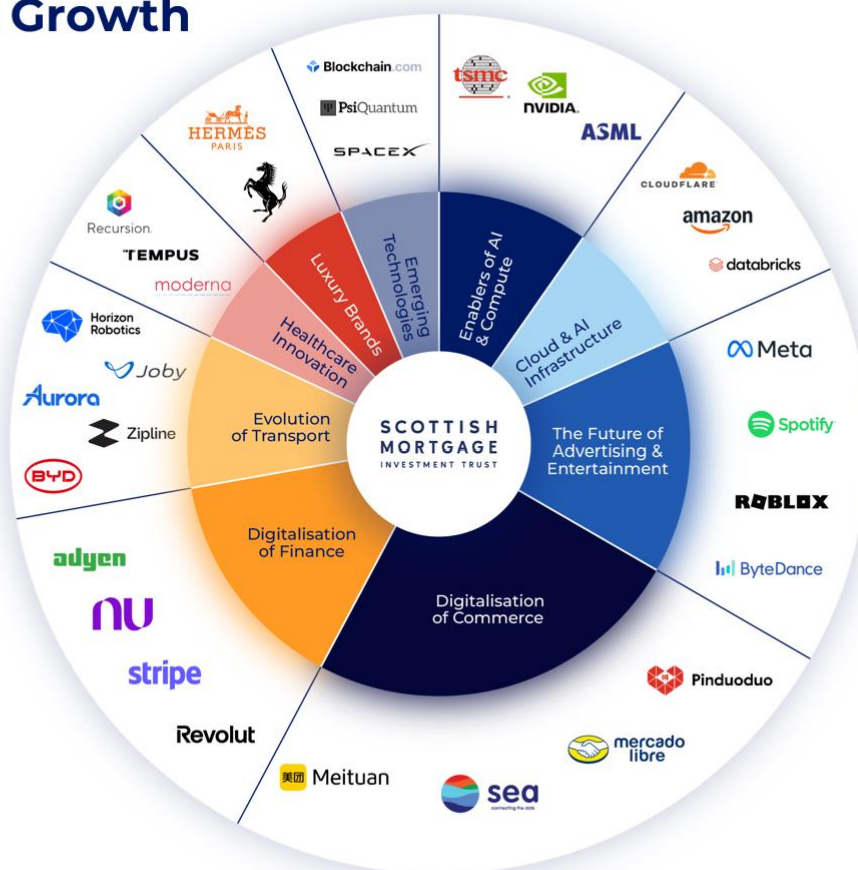 Growth
Blockchain.com
PsiQuantum
SPACEX
tsmc
NVIDIA.
ASML
CLOUDFLARE
amazon
databricks
Meta
Spotify
ROBLOX
ByteDance
Pinduoduo
mercado
libre
sea
connecting the dots
美团 Meituan
Revolut
stripe
nu
adyen
BYD
Zipline
Aurora
Joby
Horizon
Robotics
moderna
TEMPUS
Recursion
HERMÈS
PARIS
Emerging
Technologies
Enablers of AI
& Compute
Cloud & AI
Infrastructure
The Future of
Advertising &
Entertainment
Digitalisation
of Commerce
Digitalisation
of Finance
Evolution
of Transport
Healthcare
Innovation
Luxury Brands
SCOTTISH
MORTGAGE
INVESTMENT TRUST